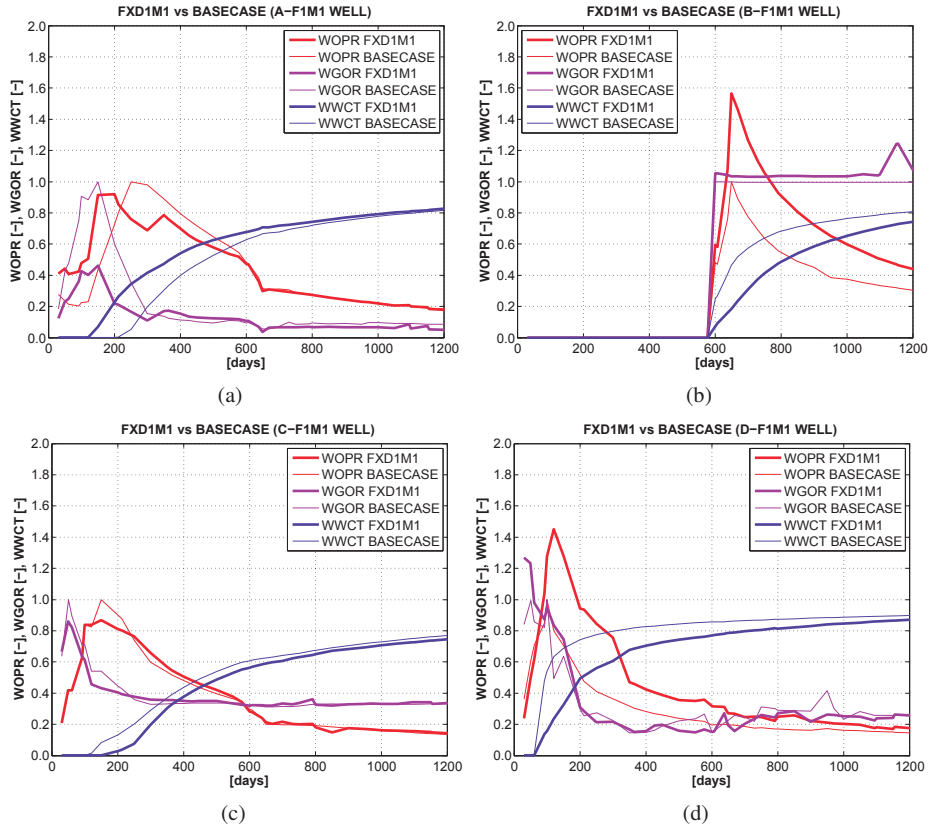 FXD1M1 vs BASECASE (A−F1M1 WELL)
2.0
1.8
1.6
1.4
1.2
1.0
0.8
0.6
0.4
0.2
0.0
WOPR [−], WGOR [−], WWCT [−]
WOPR FXD1M1
WOPR BASECASE
WGOR FXD1M1
WGOR BASECASE
WWCT FXD1M1
WWCT BASECASE
0 200 400 600 800 1000 1200
[days]
(a)
FXD1M1 vs BASECASE (B−F1M1 WELL)
2.0
1.8
1.6
1.4
1.2
1.0
0.8
0.6
0.4
0.2
0.0
WOPR [−], WGOR [−], WWCT [−]
WOPR FXD1M1
WOPR BASECASE
WGOR FXD1M1
WGOR BASECASE
WWCT FXD1M1
WWCT BASECASE
0 200 400 600 800 1000 1200
[days]
(b)
FXD1M1 vs BASECASE (C−F1M1 WELL)
2.0
1.8
1.6
1.4
1.2
1.0
0.8
0.6
0.4
0.2
0.0
WOPR [−], WGOR [−], WWCT [−]
WOPR FXD1M1
WOPR BASECASE
WGOR FXD1M1
WGOR BASECASE
WWCT FXD1M1
WWCT BASECASE
0 200 400 600 800 1000 1200
[days]
(c)
FXD1M1 vs BASECASE (D−F1M1 WELL)
2.0
1.8
1.6
1.4
1.2
1.0
0.8
0.6
0.4
0.2
0.0
WOPR [−], WGOR [−], WWCT [−]
WOPR FXD1M1
WOPR BASECASE
WGOR FXD1M1
WGOR BASECASE
WWCT FXD1M1
WWCT BASECASE
0 200 400 600 800 1000 1200
[days]
(d)